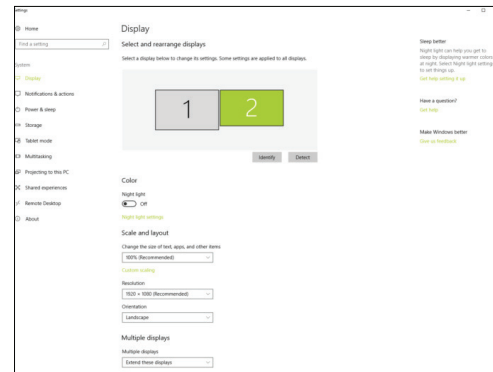 Settings
Home
Find a setting
System
Display
Notifications & actions
Power & sleep
Storage
Tablet mode
Multitasking
Projecting to this PC
Shared experiences
Remote Desktop
About
Display
Select and rearrange displays
Select a display below to change its settings. Some settings are applied to all displays.
1
2
Identify
Detect
Color
Night light
Off
Night light settings
Scale and layout
Change the size of text, apps, and other items
100% (Recommended)
Custom scaling
Resolution
1920 × 1080 (Recommended)
Orientation
Landscape
Multiple displays
Multiple displays
Extend these displays
Sleep better
Night light can help you get to
sleep by displaying warmer colors
at night. Select Night light settings
to set things up.
Get help setting it up
Have a question?
Get help
Make Windows better
Give us feedback